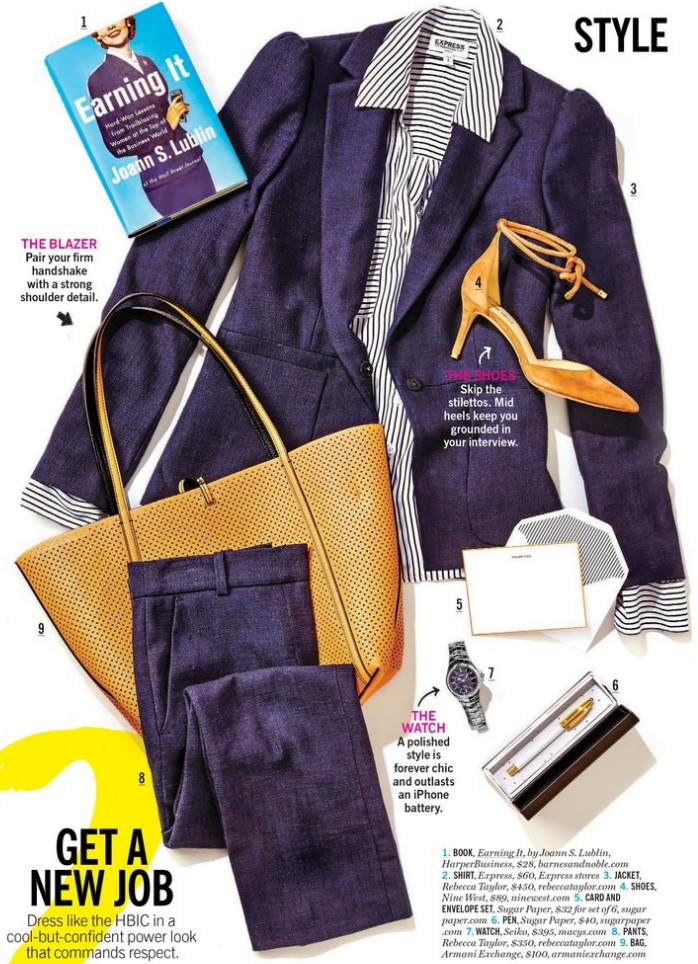 STYLE
1
2
EXPRESS
Earning It
Hard-Won Lessons
from Trailblazing
Women at the Top of
the Business World
Joann S. Lublin
of the Wall Street Journal
3
THE BLAZER
Pair your firm
handshake
with a strong
shoulder detail.
4
THE SHOES
Skip the
stilettos. Mid
heels keep you
grounded in
your interview.
5
9
7
6
THE
WATCH
A polished
style is
forever chic
and outlasts
an iPhone
battery.
8
GET A
NEW JOB
Dress like the HBIC in a
cool-but-confident power look
that commands respect.
1. BOOK, Earning It, by Joann S. Lublin,
HarperBusiness, $28, barnesandnoble.com
2. SHIRT, Express, $60, Express stores 3. JACKET,
Rebecca Taylor, $450, rebeccataylor.com 4. SHOES,
Nine West, $89, ninewest.com 5. CARD AND
ENVELOPE SET, Sugar Paper, $32 for set of 6, sugar
paper.com 6. PEN, Sugar Paper, $40, sugarpaper
.com 7. WATCH, Seiko, $395, macys.com 8. PANTS,
Rebecca Taylor, $350, rebeccataylor.com 9. BAG,
Armani Exchange, $100, armaniexchange.com